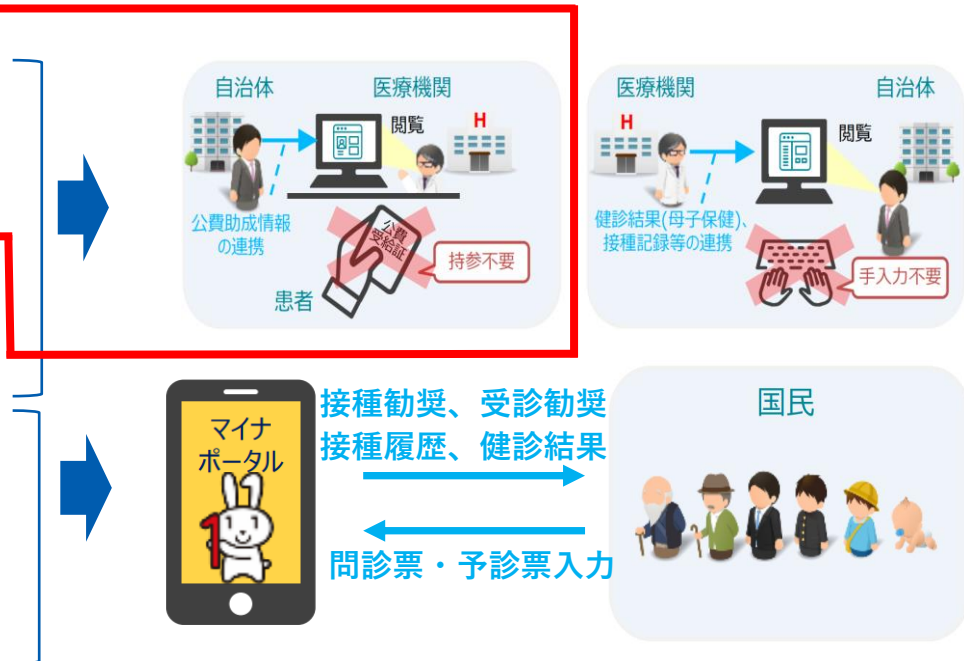 自治体
医療機関
閲覧
H
公費助成情報
の連携
公費
受給証
持参不要
患者
医療機関
自治体
H
閲覧
健診結果(母子保健)、
接種記録等の連携
手入力不要
マイナ
ポータル
1
接種勧奨、受診勧奨
接種履歴、健診結果
問診票・予診票入力
国民